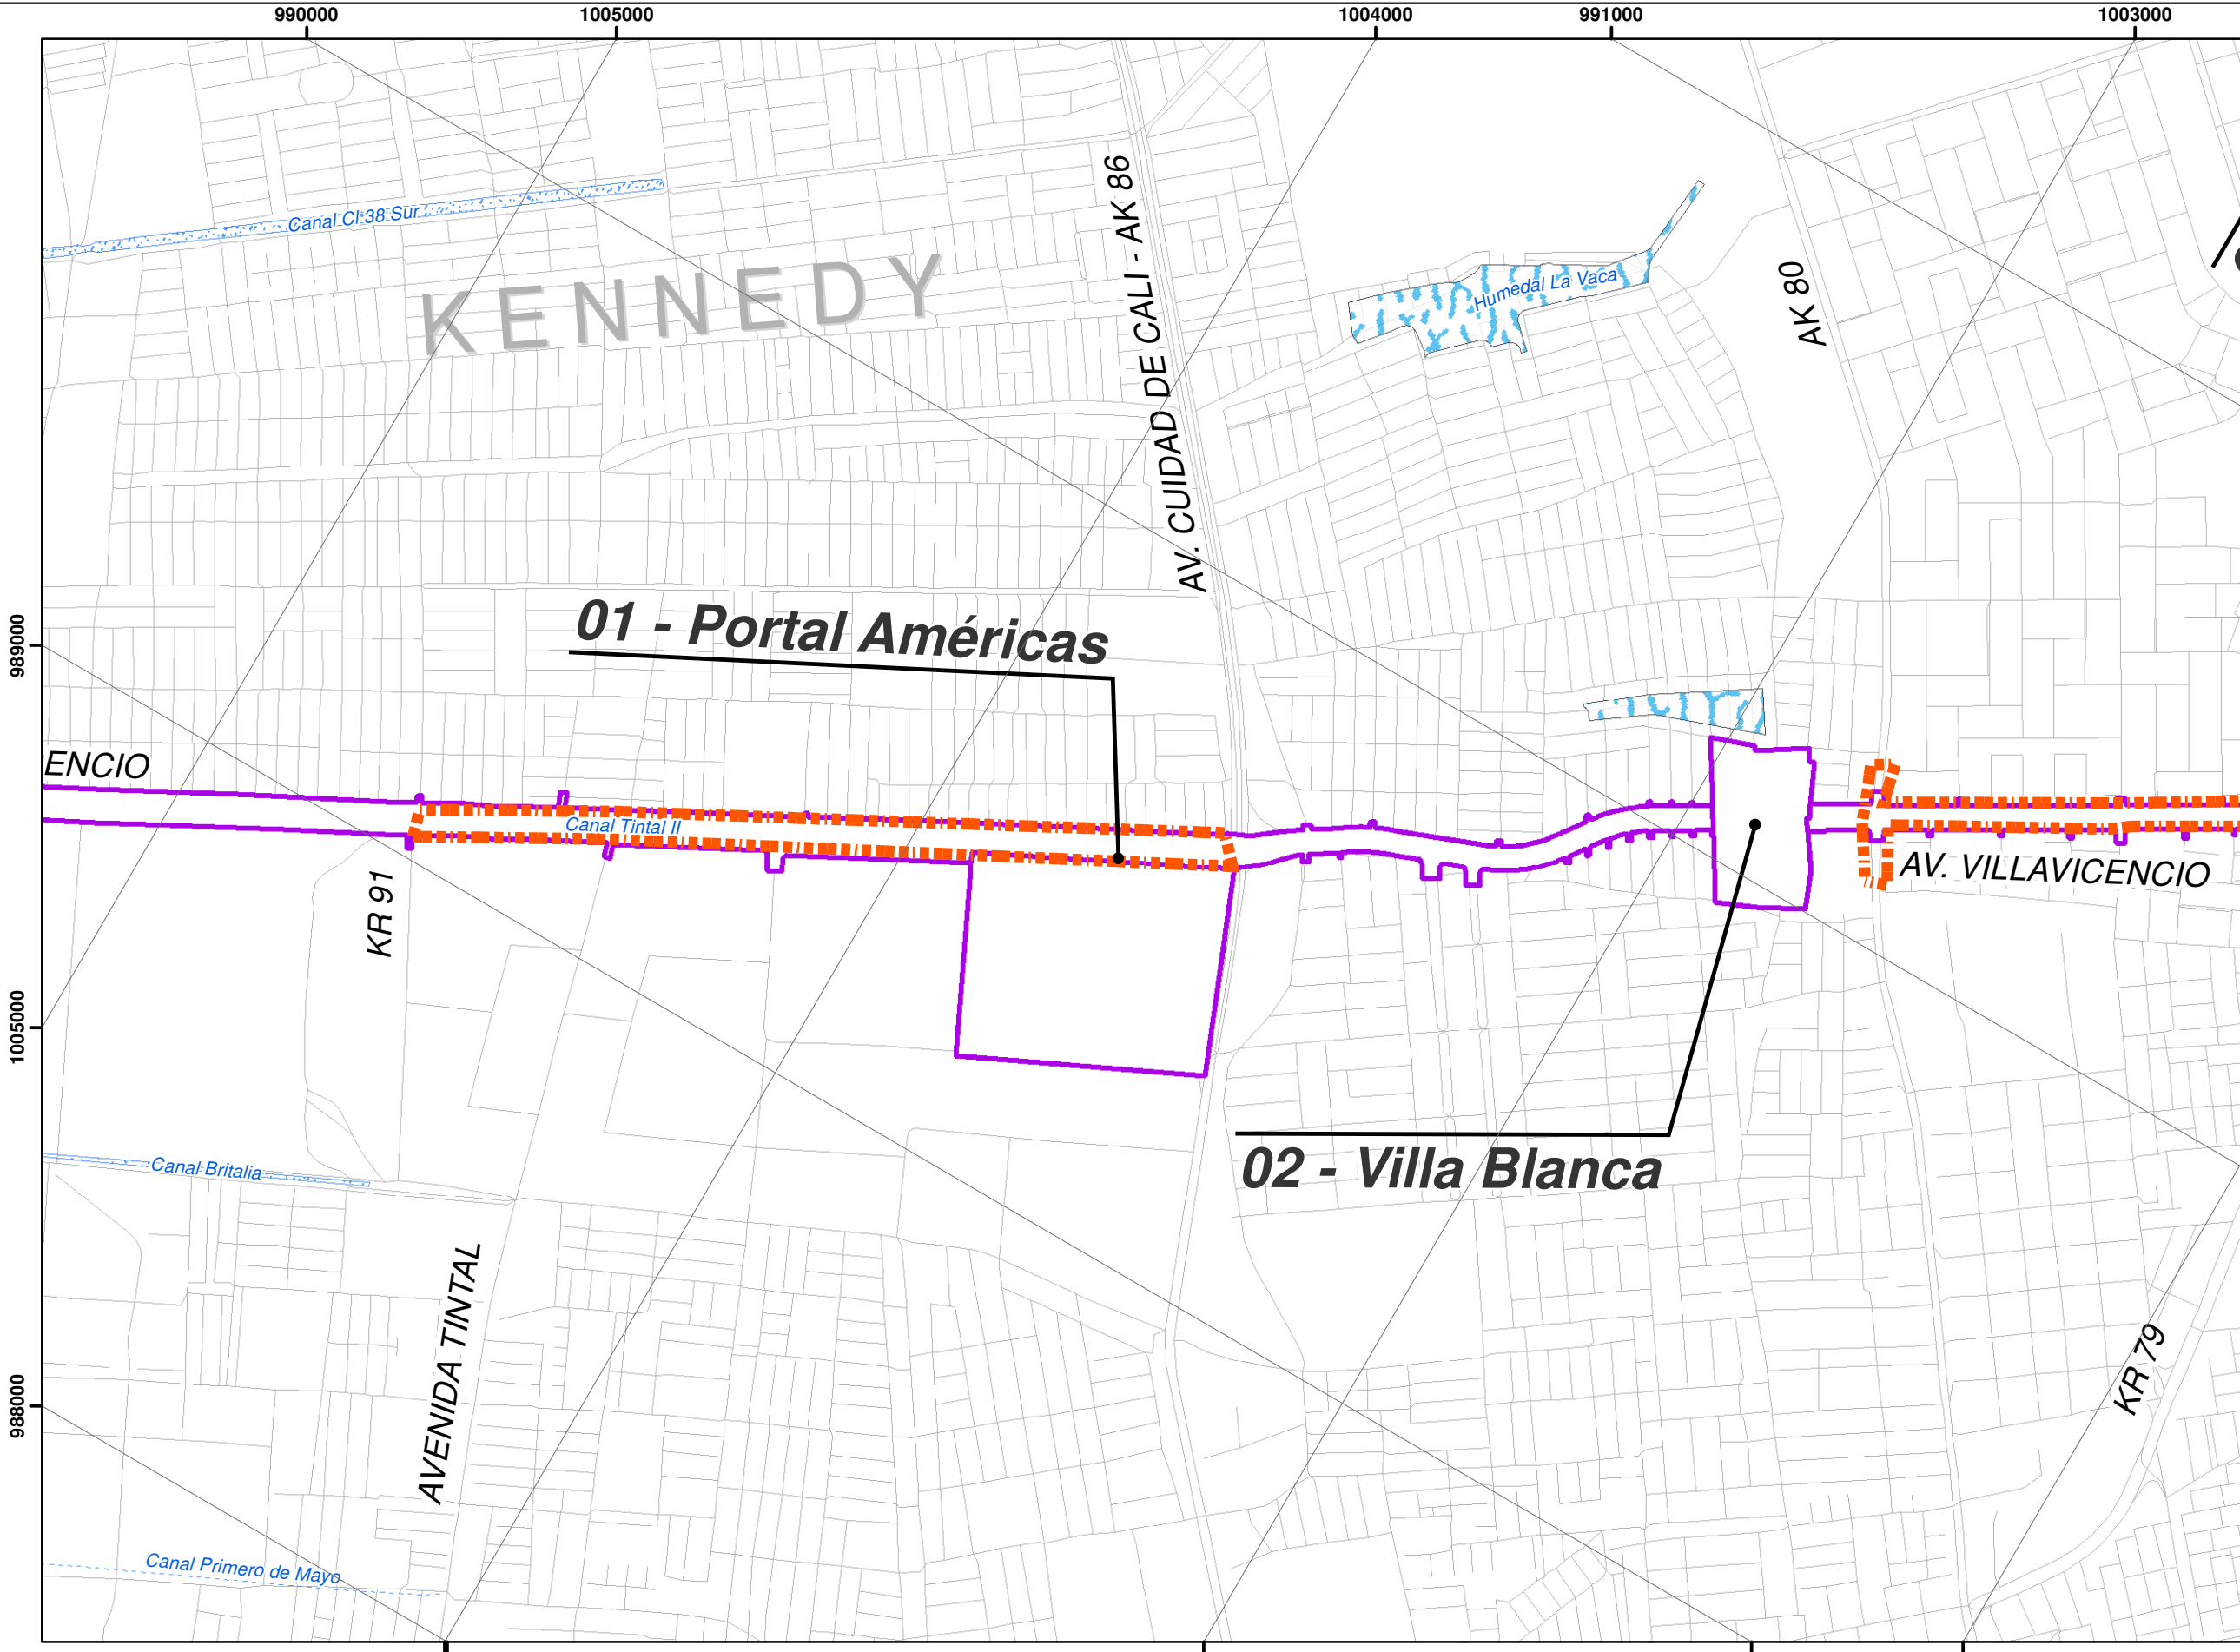 990000
1005000
1004000
991000
1003000
Canal Cl 38 Sur
KENNEDY
AV. CUIDAD DE CALI - AK 86
Humedal La Vaca
AK 80
01 - Portal Américas
989000
ENCIO
Canal Tintal II
AV. VILLAVICENCIO
KR 91
1005000
02 - Villa Blanca
Canal Britalia
AVENIDA TINTAL
KR 79
988000
Canal Primero de Mayo